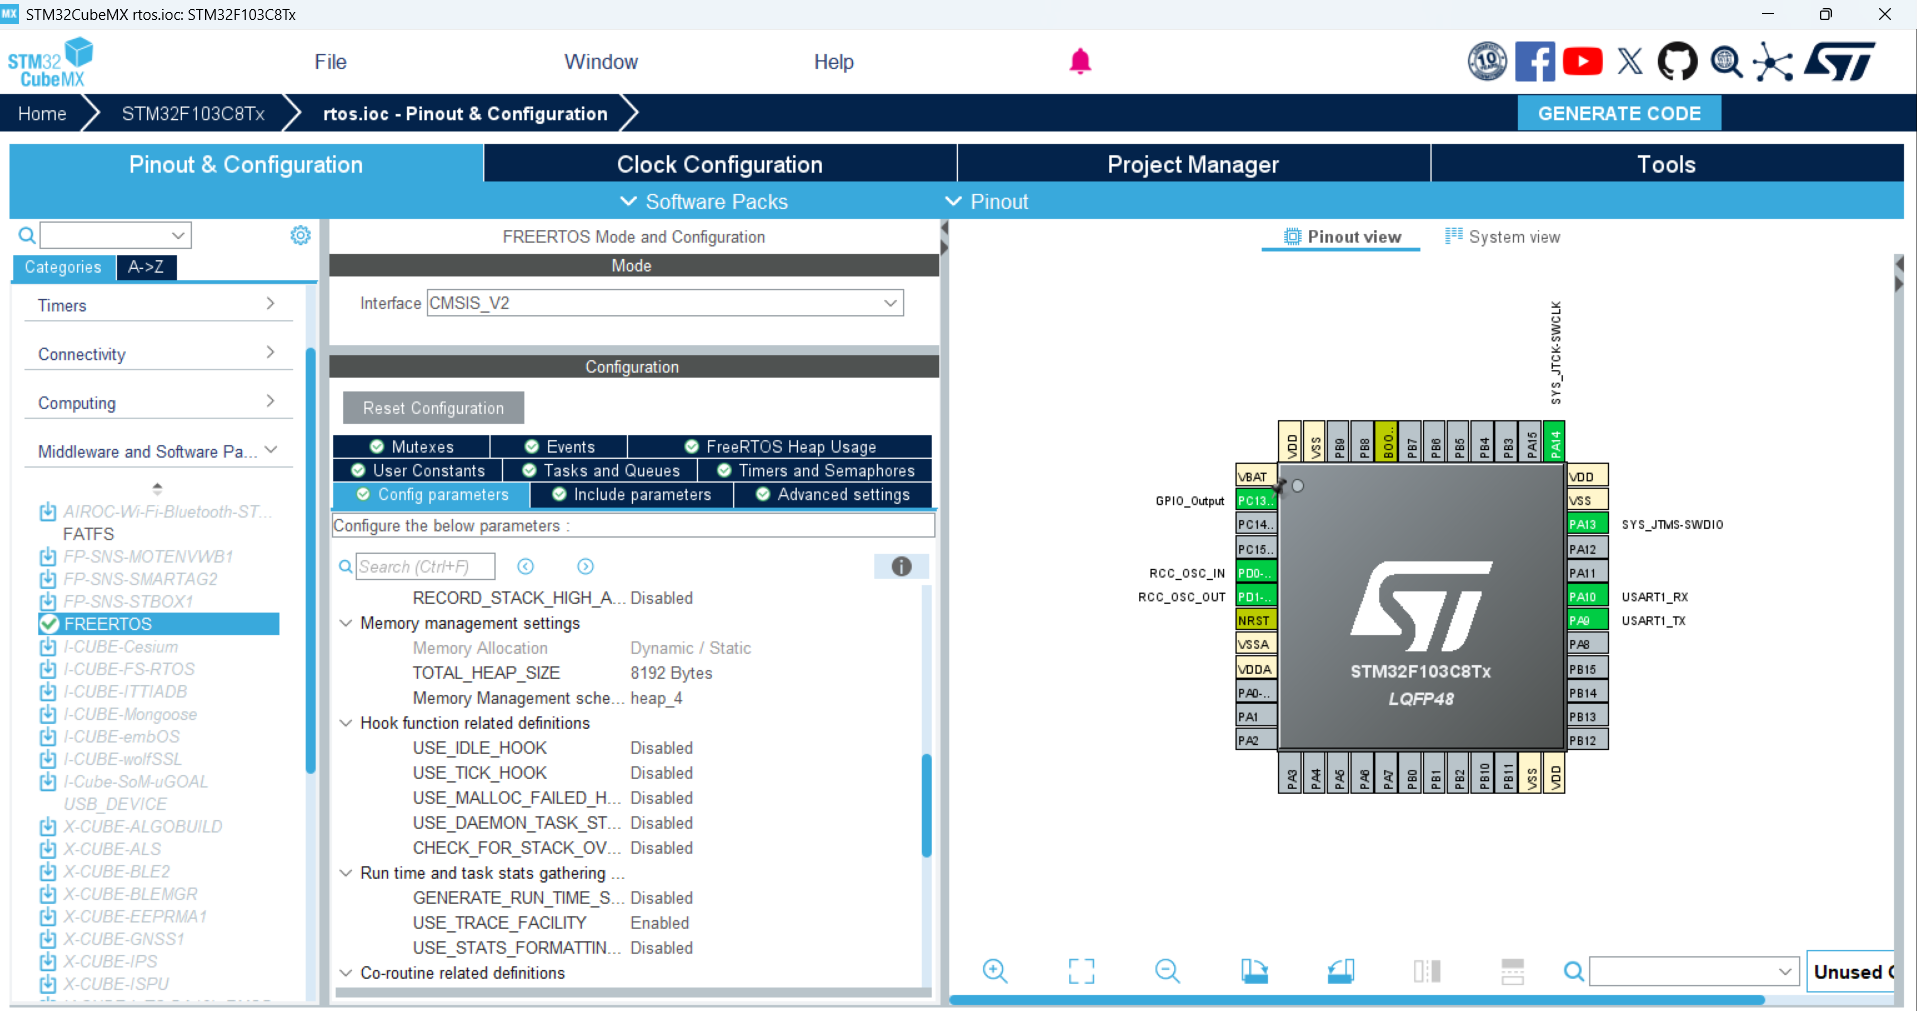 MX STM32CubeMX rtos.ioc: STM32F103C8Tx
STM32
CubeMX
File
Window
Help
10
Home
STM32F103C8Tx
rtos.ioc - Pinout & Configuration
GENERATE CODE
Pinout & Configuration
Clock Configuration
Project Manager
Tools
Software Packs
Pinout
Categories
A->Z
Timers
Connectivity
Computing
Middleware and Software Pa...
AIROC-Wi-Fi-Bluetooth-ST...
FATFS
FP-SNS-MOTENVWB1
FP-SNS-SMARTAG2
FP-SNS-STBOX1
FREERTOS
I-CUBE-Cesium
I-CUBE-FS-RTOS
I-CUBE-ITTIADB
I-CUBE-Mongoose
I-CUBE-embOS
I-CUBE-wolfSSL
I-Cube-SoM-uGOAL
USB_DEVICE
X-CUBE-ALGOBUILD
X-CUBE-ALS
X-CUBE-BLE2
X-CUBE-BLEMGR
X-CUBE-EEPRMA1
X-CUBE-GNSS1
X-CUBE-IPS
X-CUBE-ISPU
FREERTOS Mode and Configuration
Mode
Interface CMSIS_V2
Configuration
Reset Configuration
Mutexes
Events
FreeRTOS Heap Usage
User Constants
Tasks and Queues
Timers and Semaphores
Config parameters
Include parameters
Advanced settings
Configure the below parameters :
Search (Ctrl+F)
RECORD_STACK_HIGH_A... Disabled
Memory management settings
Memory Allocation Dynamic / Static
TOTAL_HEAP_SIZE 8192 Bytes
Memory Management sche... heap_4
Hook function related definitions
USE_IDLE_HOOK Disabled
USE_TICK_HOOK Disabled
USE_MALLOC_FAILED_H... Disabled
USE_DAEMON_TASK_ST... Disabled
CHECK_FOR_STACK_OV... Disabled
Run time and task stats gathering ...
GENERATE_RUN_TIME_S... Disabled
USE_TRACE_FACILITY Enabled
USE_STATS_FORMATTIN... Disabled
Co-routine related definitions
Pinout view
System view
SYS_JTCK-SWCLK
VDD
VSS
PB9
PB8
BOO..
PB7
PB6
PB5
PB4
PB3
PA15
PA14
VBAT
GPIO_Output PC13..
PC14..
PC15..
RCC_OSC_IN PD0-..
RCC_OSC_OUT PD1-..
NRST
VSSA
VDDA
PA0-..
PA1
PA2
STM32F103C8Tx
LQFP48
VDD
VSS
PA13 SYS_JTMS-SWDIO
PA12
PA11
PA10 USART1_RX
PA9 USART1_TX
PA8
PB15
PB14
PB13
PB12
PA3
PA4
PA5
PA6
PA7
PB0
PB1
PB2
PB10
PB11
VSS
VDD
Unused